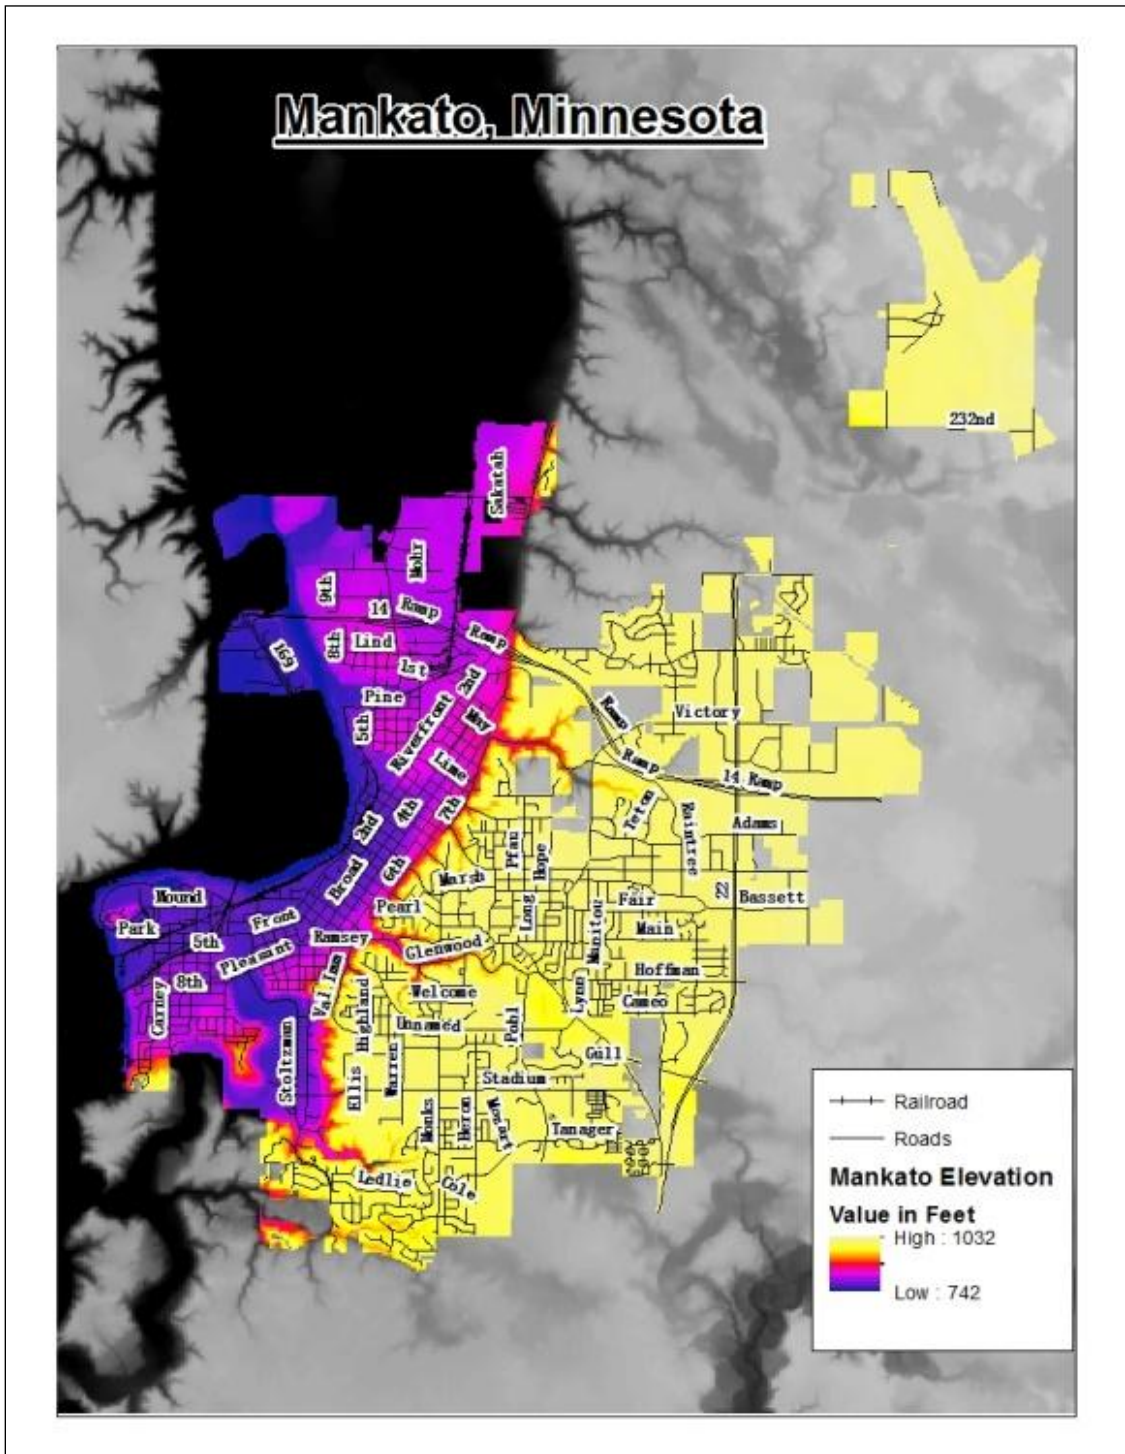 Mankato, Minnesota
232nd
Sakatah
Mohr
9th
14
Ramp
8th
Lind
Ramp
169
1st
2nd
Pine
Riverfront
May
Ramp
Victory
5th
Lime
Ramp
14 Ramp
2nd
4th
7th
Teton
Raintree
Adams
Pfau
Hope
Broad
6th
Marsh
22
Bassett
Mound
Pearl
Long
Manitou
Fair
Park
Front
5th
Ramsey
Glenwood
Main
Pleasant
Hoffman
8th
Val Imm
Highland
Welcome
Lynn
Cameo
Carney
Unnamed
Pohl
Stoltzman
Warren
Gull
Ellis
Stadium
Monks
Heron
Tanager
Ledlie
Cole
Railroad
Roads
Mankato Elevation
Value in Feet
High : 1032
Low : 742